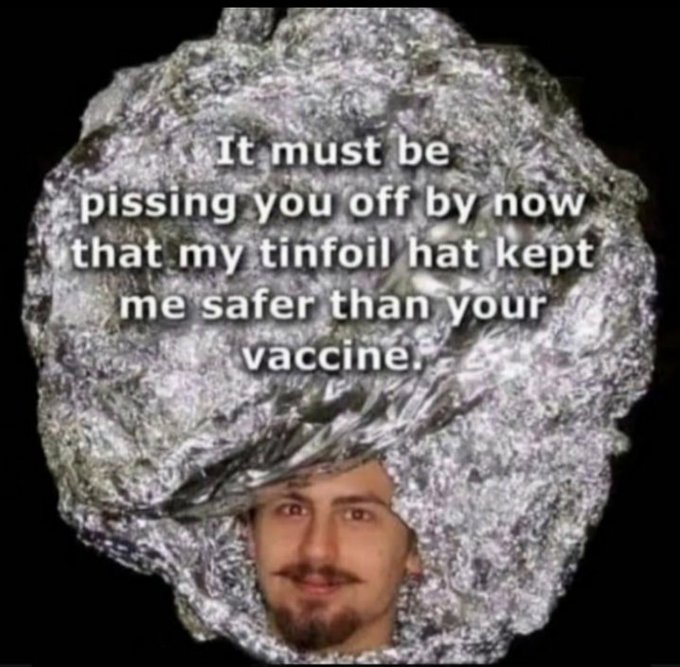 It must be
pissing you off by now
that my tinfoil hat kept
me safer than your
vaccine.